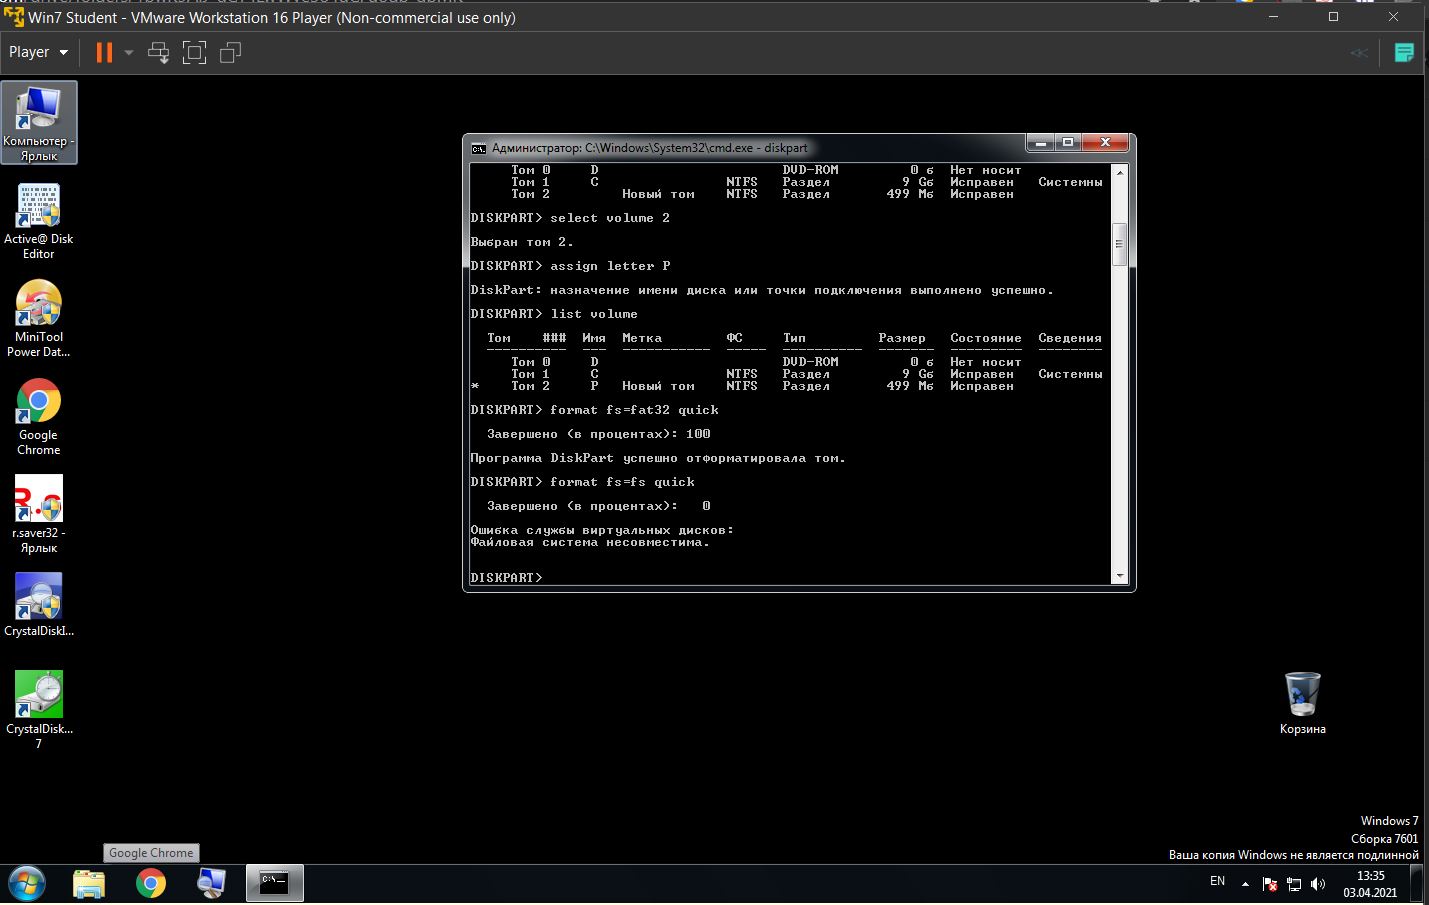 Win7 Student - VMware Workstation 16 Player (Non-commercial use only)
Player
Компьютер -
Ярлык
Active@ Disk
Editor
MiniTool
Power Dat...
Google
Chrome
R.s
r.saver32 -
Ярлык
CrystalDiskI...
CrystalDisk...
7
Администратор: C:\Windows\System32\cmd.exe - diskpart
Том 0 D DVD-ROM 0 б Нет носит
Том 1 C NTFS Раздел 9 Gб Исправен Системны
Том 2 Новый том NTFS Раздел 499 Mб Исправен
DISKPART> select volume 2
Выбран том 2.
DISKPART> assign letter P
DiskPart: назначение имени диска или точки подключения выполнено успешно.
DISKPART> list volume
Том ### Имя Метка ФС Тип Размер Состояние Сведения
Том 0 D DVD-ROM 0 б Нет носит
Том 1 C NTFS Раздел 9 Gб Исправен Системны
* Том 2 P Новый том NTFS Раздел 499 Mб Исправен
DISKPART> format fs=fat32 quick
Завершено (в процентах): 100
Программа DiskPart успешно отформатировала том.
DISKPART> format fs=fs quick
Завершено (в процентах): 0
Ошибка службы виртуальных дисков:
Файловая система несовместима.
DISKPART>
Корзина
Windows 7
Сборка 7601
Ваша копия Windows не является подлинной
Google Chrome
EN
13:35
03.04.2021